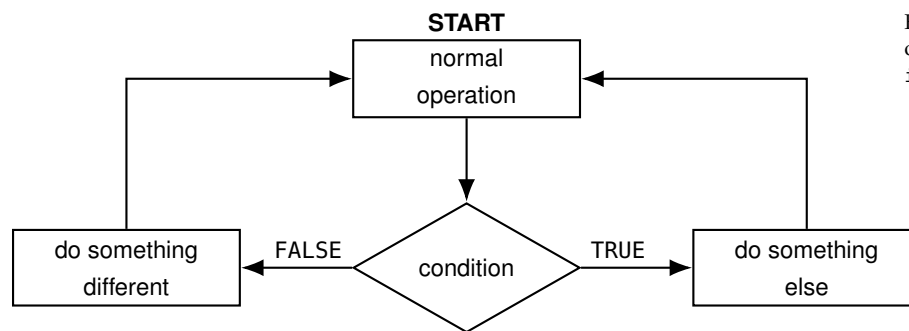 START
normal
operation
FALSE
TRUE
do something
different
condition
do something
else